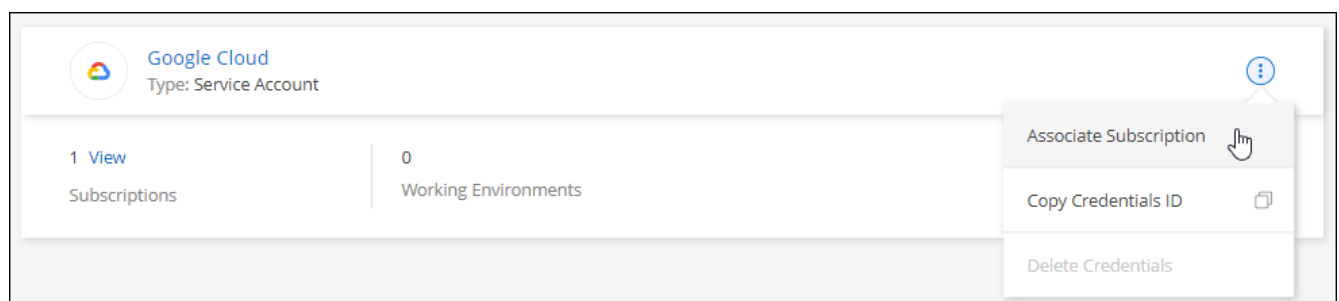 Google Cloud
Type: Service Account
1 View
Subscriptions
0
Working Environments
Associate Subscription
Copy Credentials ID
Delete Credentials